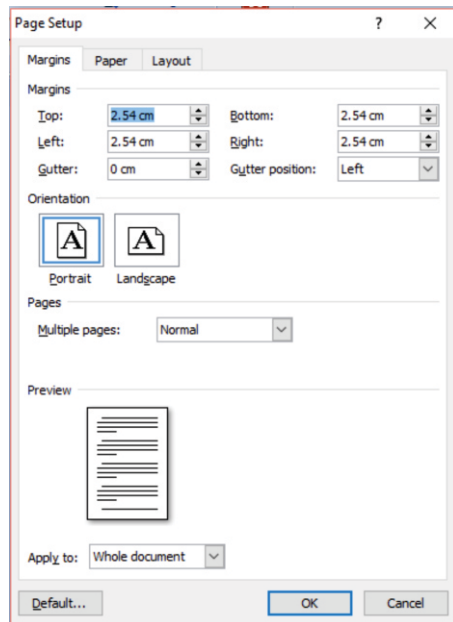 Page Setup ? X
Margins Paper Layout
Margins
Top: 2.54 cm Bottom: 2.54 cm
Left: 2.54 cm Right: 2.54 cm
Gutter: 0 cm Gutter position: Left
Orientation
A A
Portrait Landscape
Pages
Multiple pages: Normal
Preview
Apply to: Whole document
Default... OK Cancel